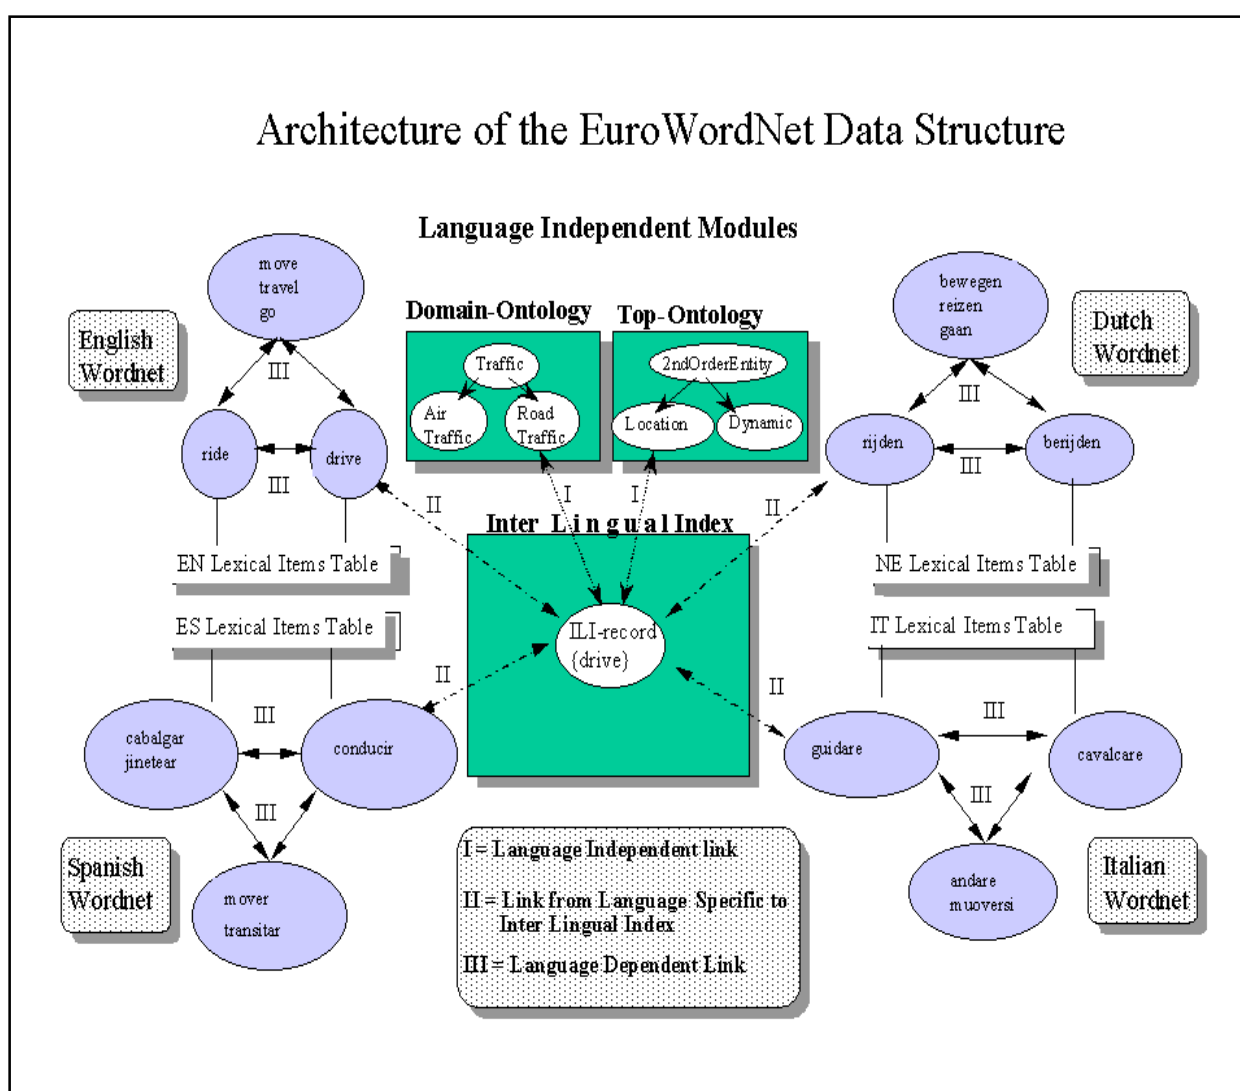 Architecture of the EuroWordNet Data Structure
Language Independent Modules
move
travel
go
English
Wordnet
III
ride
drive
III
EN Lexical Items Table
Domain-Ontology
Traffic
Air
Traffic
Road
Traffic
Top-Ontology
2ndOrderEntity
Location
Dynamic
bewegen
reizen
gaan
Dutch
Wordnet
III
rijden
berijden
III
NE Lexical Items Table
II
I
I
II
Inter Lingual Index
ILI-record
{drive}
II
II
ES Lexical Items Table
cabalgar
jinetear
III
conducir
III
Spanish
Wordnet
mover
transitar
IT Lexical Items Table
guidare
III
cavalcare
III
andare
muoversi
Italian
Wordnet
I = Language Independent link
II = Link from Language Specific to
Inter Lingual Index
III = Language Dependent Link